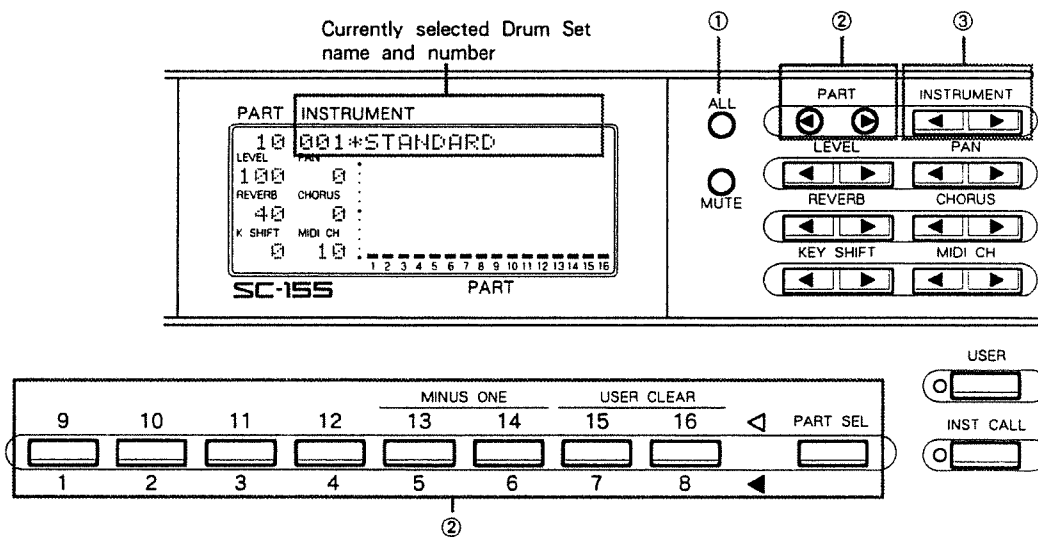 Currently selected Drum Set
name and number
① ② ③
PART INSTRUMENT
10 001*STANDARD
LEVEL PAN
100 0
REVERB CHORUS
40 0
K SHIFT MIDI CH
0 10
1 2 3 4 5 6 7 8 9 10 11 12 13 14 15 16
SC-155 PART
ALL
MUTE
PART INSTRUMENT
LEVEL PAN
REVERB CHORUS
KEY SHIFT MIDI CH
USER
INST CALL
MINUS ONE USER CLEAR
9 10 11 12 13 14 15 16 PART SEL
1 2 3 4 5 6 7 8
②